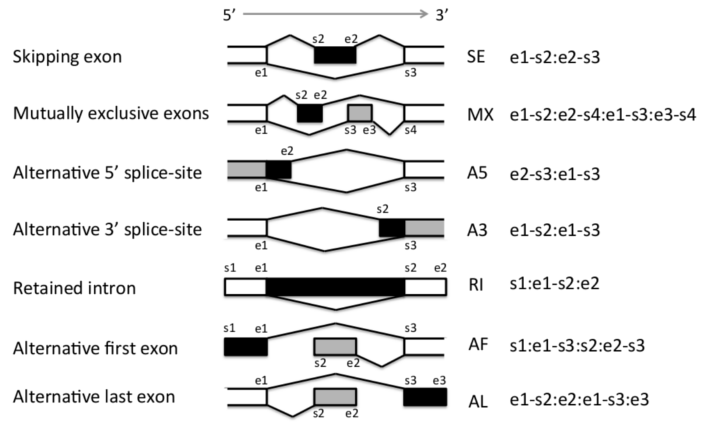 5’ 3’
s2 e2
Skipping exon SE e1-s2:e2-s3
e1 s3
s2 e2
Mutually exclusive exons MX e1-s2:e2-s4:e1-s3:e3-s4
e1 s3 e3 s4
e2
Alternative 5’ splice-site A5 e2-s3:e1-s3
e1 s3
s2
Alternative 3’ splice-site A3 e1-s2:e1-s3
e1 s3
s1 e1 s2 e2
Retained intron RI s1:e1-s2:e2
s1 e1 s3
Alternative first exon AF s1:e1-s3:s2:e2-s3
s2 e2
e1 s3 e3
Alternative last exon AL e1-s2:e2:e1-s3:e3
s2 e2